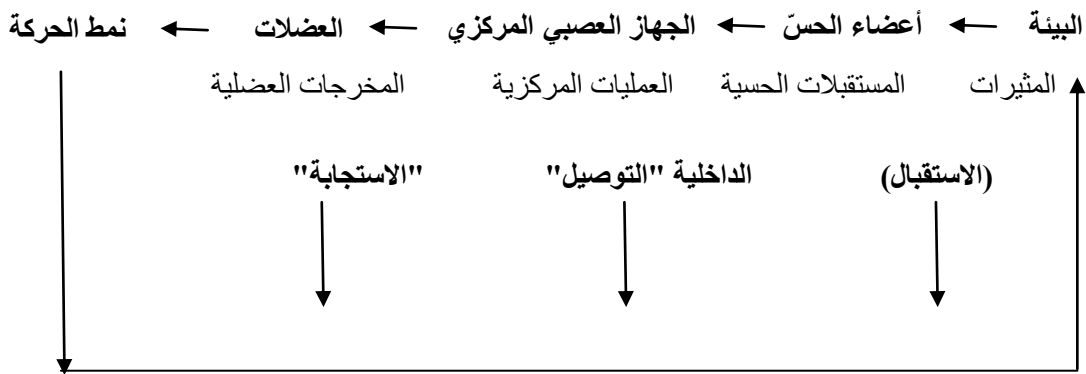 البيئة ← أعضاء الحسّ ← الجهاز العصبي المركزي ← العضلات ← نمط الحركة
المثيرات المستقبلات الحسية العمليات المركزية المخرجات العضلية
(الاستقبال) الداخلية "التوصيل" "الاستجابة"